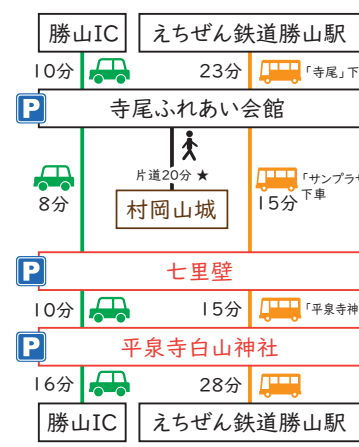 勝山IC えちぜん鉄道勝山駅
10分 23分 「寺尾」下
P 寺尾ふれあい会館
片道20分 ★
8分 15分 「サンプラザ
下車
村岡山城
P 七里壁
10分 15分 「平泉寺神
P 平泉寺白山神社
16分 28分
勝山IC えちぜん鉄道勝山駅